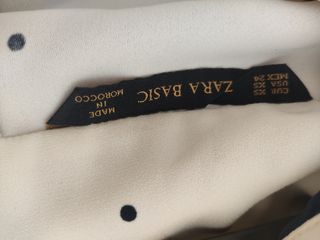 ZARA BASIC
MADE
IN
MOROCCO
EUR XS
USA XS
MEX 24